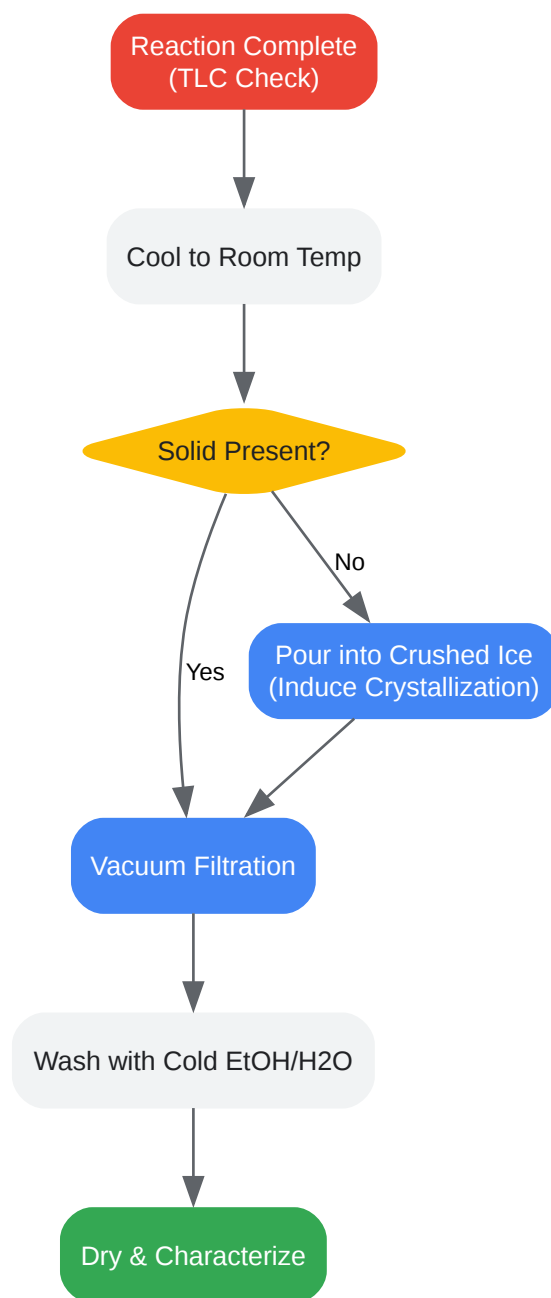 Reaction Complete
(TLC Check)
Cool to Room Temp
Solid Present?
No
Pour into Crushed Ice
(Induce Crystallization)
Yes
Vacuum Filtration
Wash with Cold EtOH/H2O
Dry & Characterize